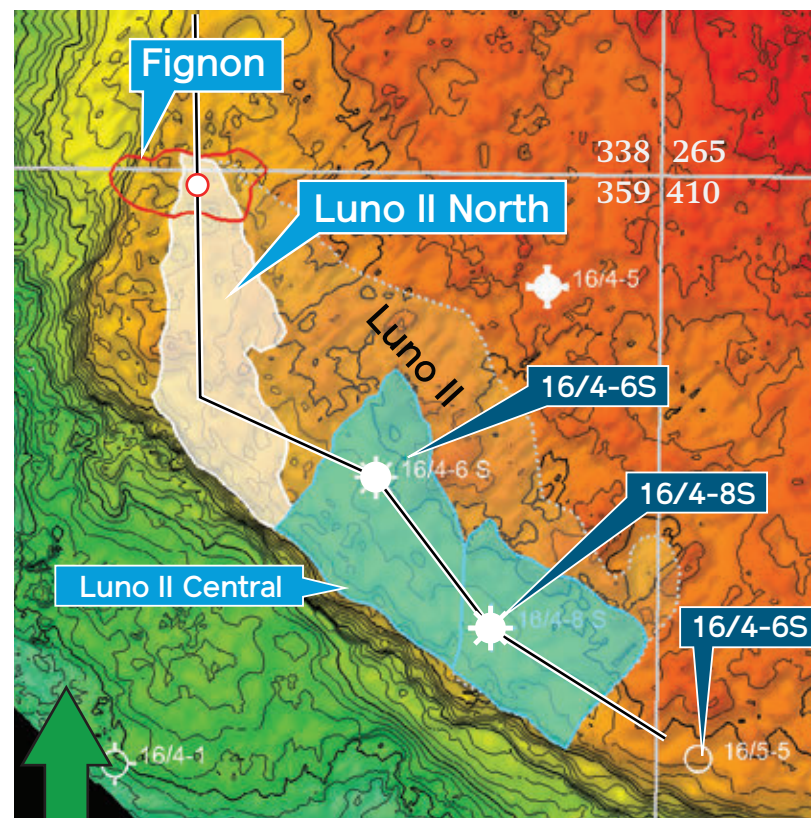 Fignon
338 265
359 410
Luno II North
16/4-5
Luno II
16/4-6S
16/4-6 S
16/4-8S
Luno II Central
16/4-8 S
16/4-6S
16/4-1
16/5-5